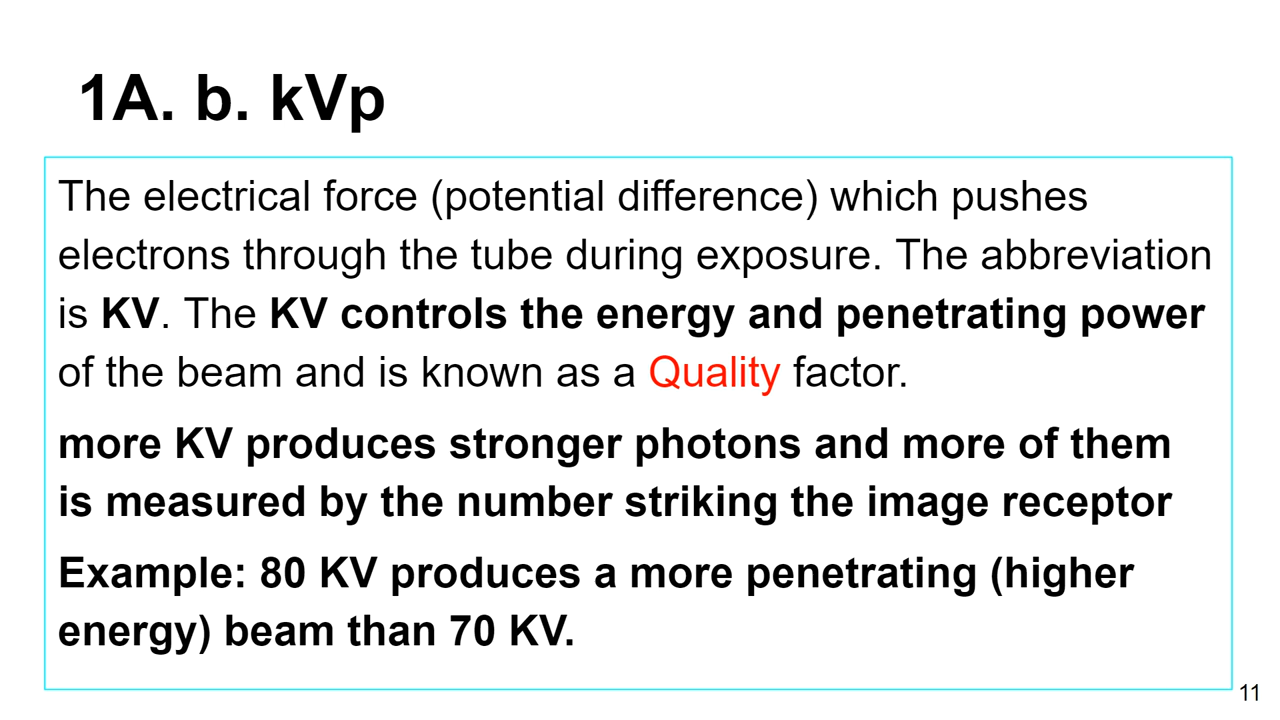 1A. b. kVp
The electrical force (potential difference) which pushes
electrons through the tube during exposure. The abbreviation
is KV. The KV controls the energy and penetrating power
of the beam and is known as a Quality factor.
more KV produces stronger photons and more of them
is measured by the number striking the image receptor
Example: 80 KV produces a more penetrating (higher
energy) beam than 70 KV.
11